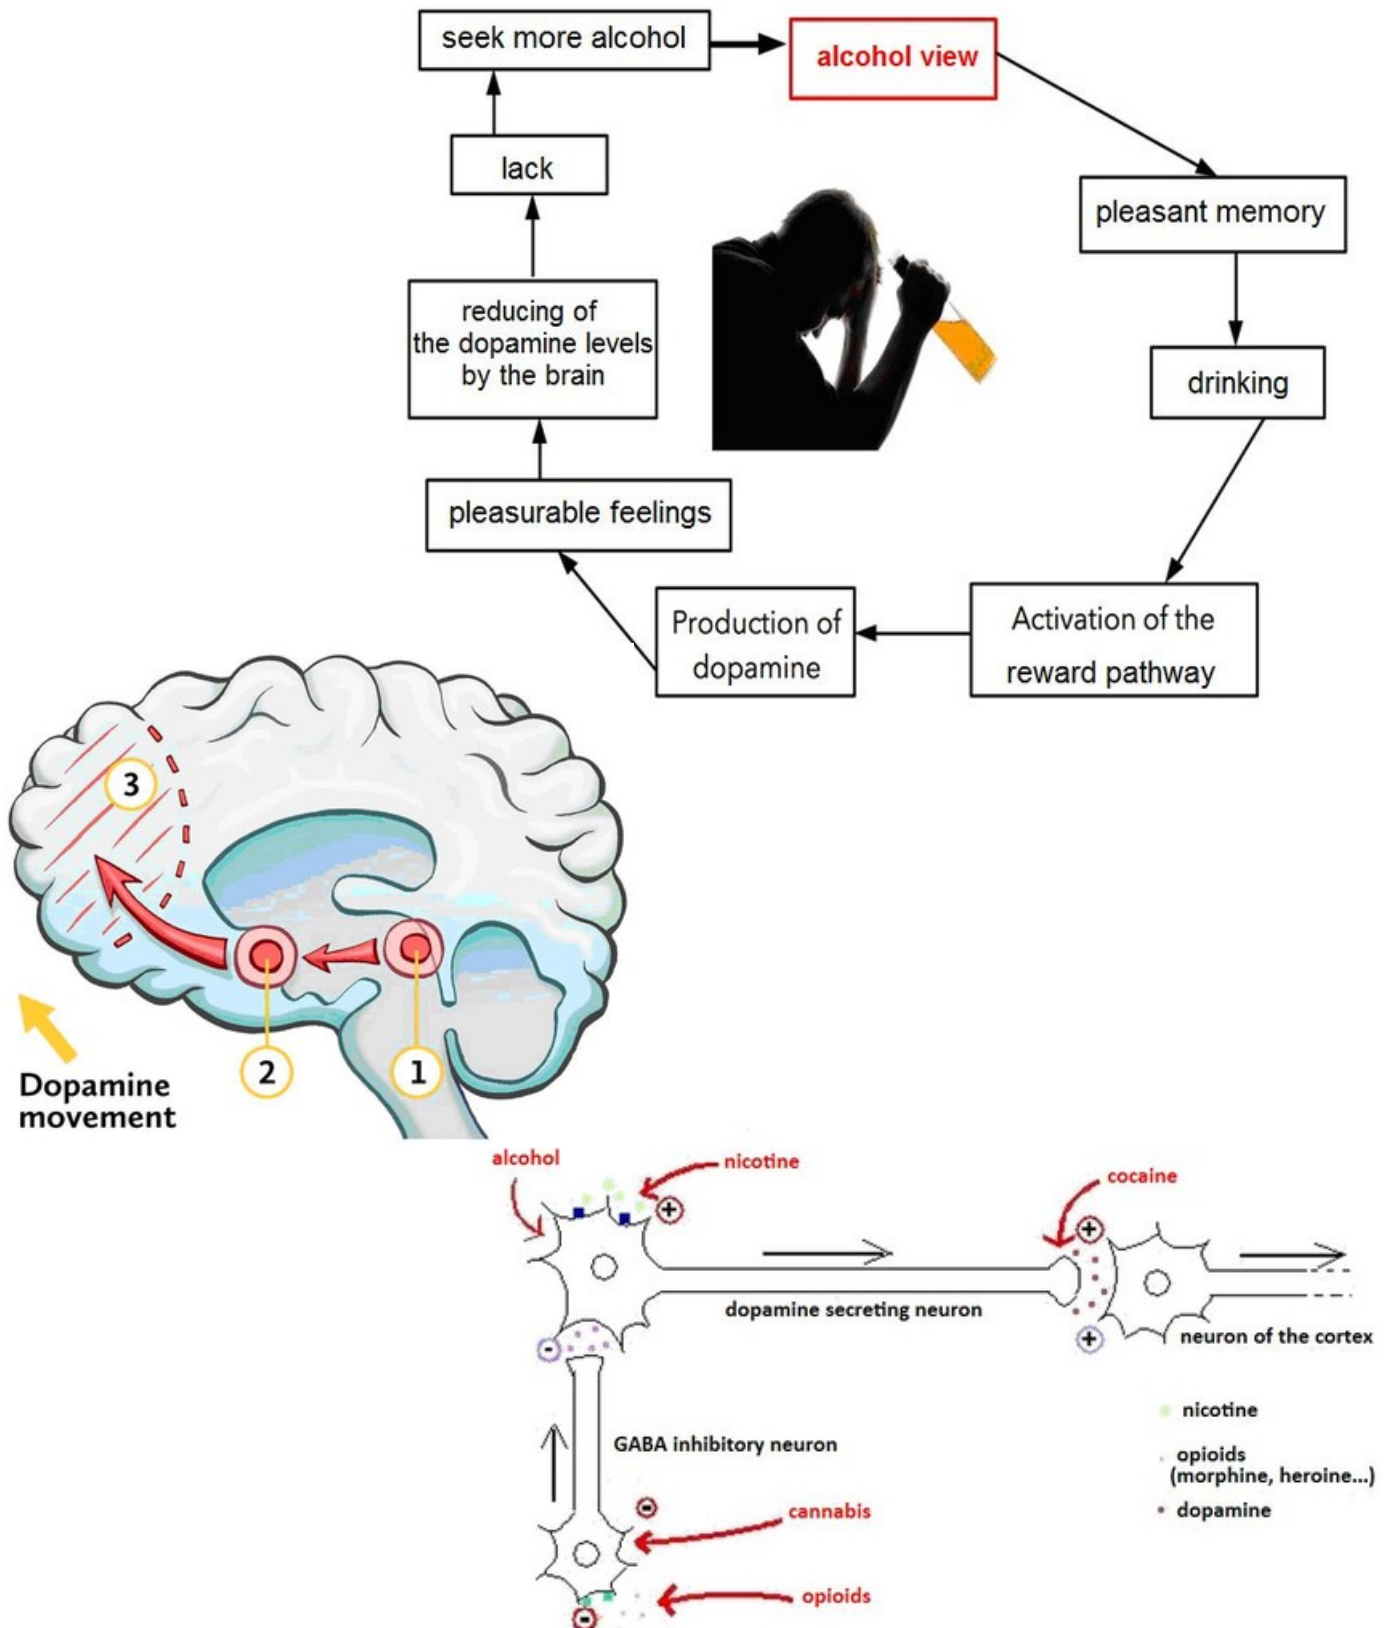 seek more alcohol
alcohol view
lack
pleasant memory
reducing of
the dopamine levels
by the brain
drinking
pleasurable feelings
Production of
dopamine
Activation of the
reward pathway
3
2
1
Dopamine
movement
alcohol
nicotine
cocaine
+
+
dopamine secreting neuron
-
+
neuron of the cortex
nicotine
GABA inhibitory neuron
opioids
(morphine, heroine...)
-
cannabis
dopamine
opioids
-